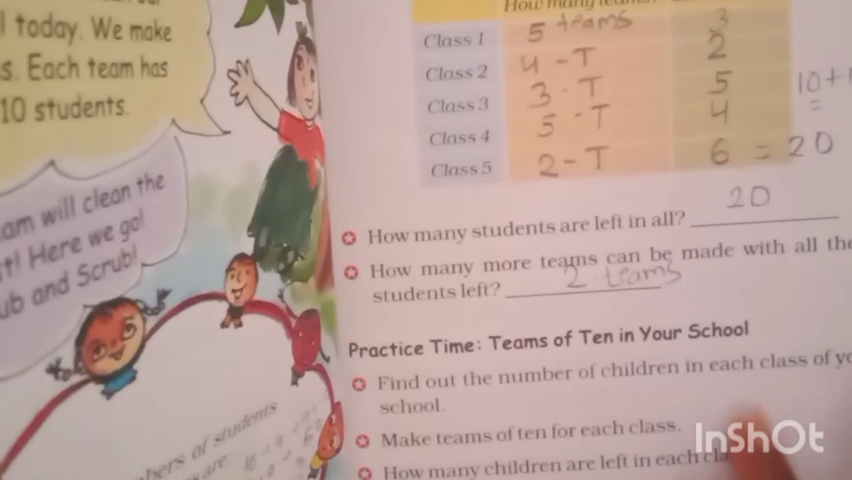 l today. We make
s. Each team has
10 students.
am will clean the
t! Here we go!
ub and Scrub!
bers of students
are:
How many teams?
Class 1 5 teams 3
Class 2 4 - T 2
Class 3 3 - T 5 10+1
Class 4 5 - T 4 =
Class 5 2 - T 6 = 20
How many students are left in all? 20
How many more teams can be made with all the
students left? 2 teams
Practice Time: Teams of Ten in Your School
Find out the number of children in each class of yo
school.
Make teams of ten for each class.
How many children are left in each cla
InShOt